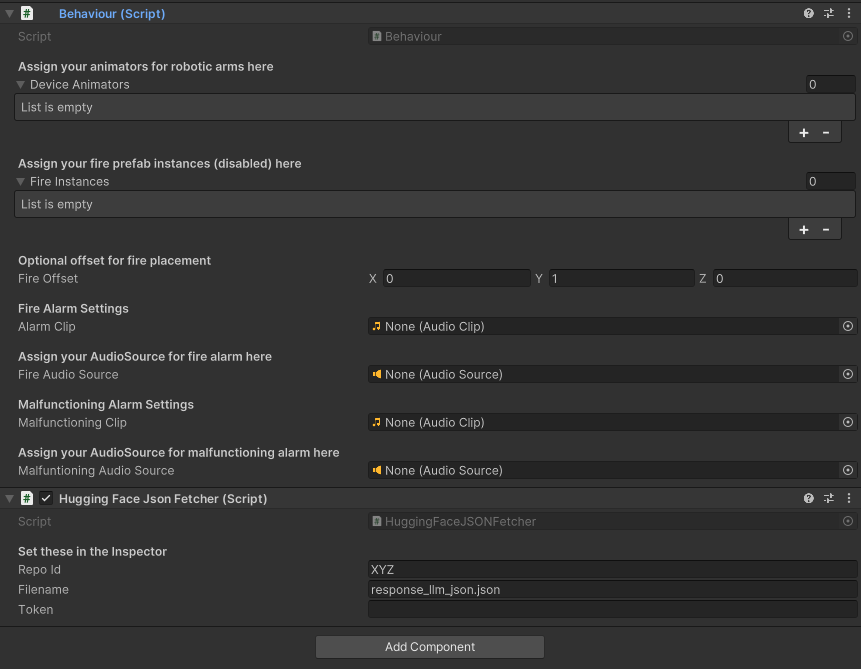 # Behaviour (Script)
Script # Behaviour
Assign your animators for robotic arms here
Device Animators 0
List is empty
+ -
Assign your fire prefab instances (disabled) here
Fire Instances 0
List is empty
+ -
Optional offset for fire placement
Fire Offset X 0 Y 1 Z 0
Fire Alarm Settings
Alarm Clip None (Audio Clip)
Assign your AudioSource for fire alarm here
Fire Audio Source None (Audio Source)
Malfunctioning Alarm Settings
Malfunctioning Clip None (Audio Clip)
Assign your AudioSource for malfunctioning alarm here
Malfuntioning Audio Source None (Audio Source)
# Hugging Face Json Fetcher (Script)
Script # HuggingFaceJSONFetcher
Set these in the Inspector
Repo Id XYZ
Filename response_llm_json.json
Token
Add Component